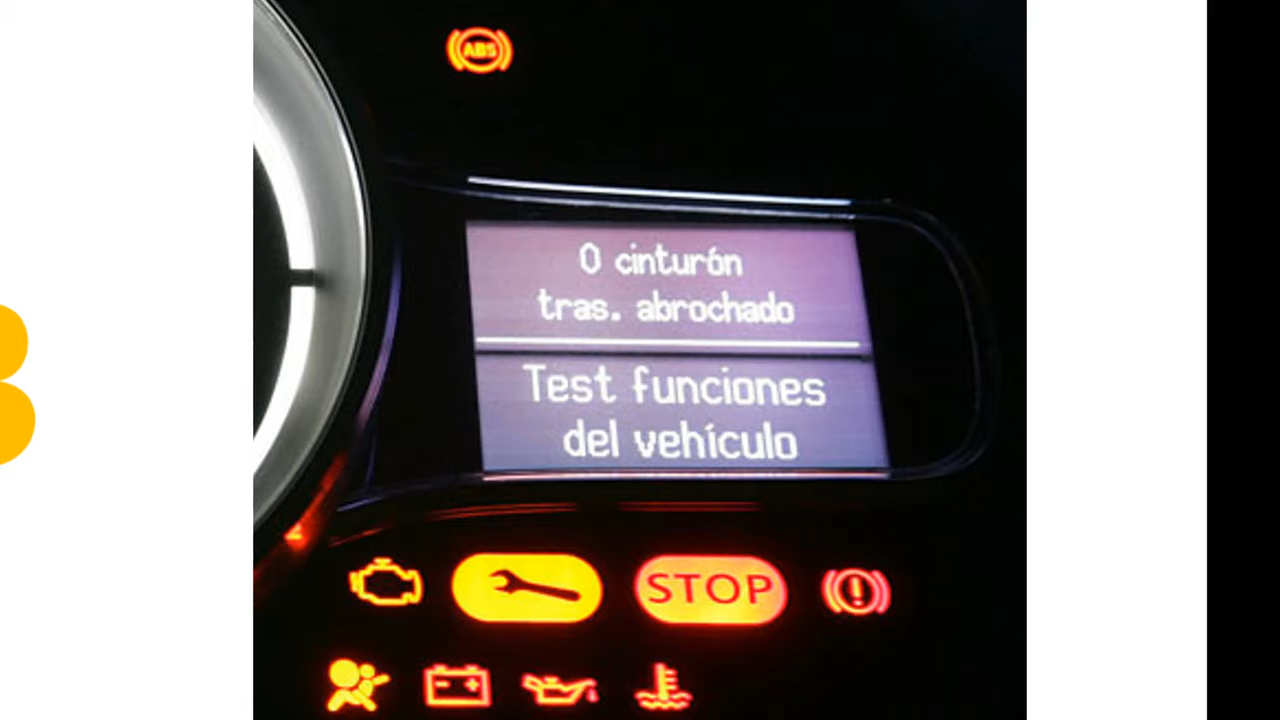 ABS
0 cinturón
tras. abrochado
Test funciones
del vehículo
STOP